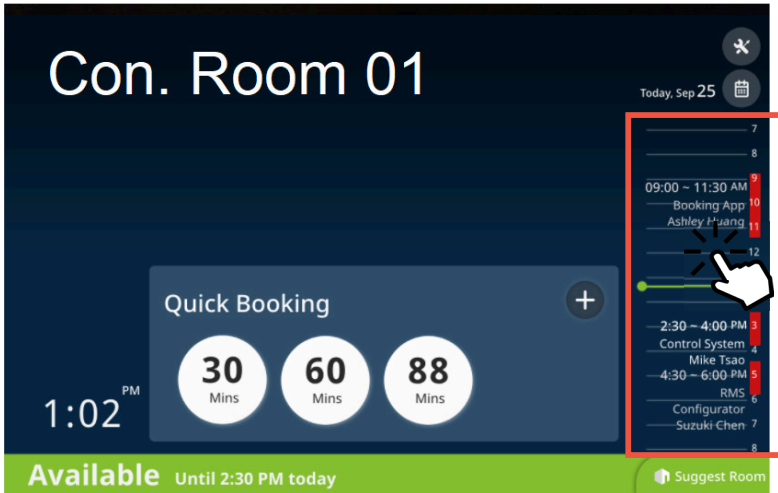 Con. Room 01
Today, Sep 25
7
8
9
09:00 ~ 11:30 AM
Booking App 10
Ashley Huang 11
12
Quick Booking
+
30
Mins
60
Mins
88
Mins
2:30 ~ 4:00 PM 3
Control System 4
Mike Tsao
4:30 ~ 6:00 PM 5
RMS 6
Configurator
Suzuki Chen 7
8
1:02 PM
Available Until 2:30 PM today
Suggest Room